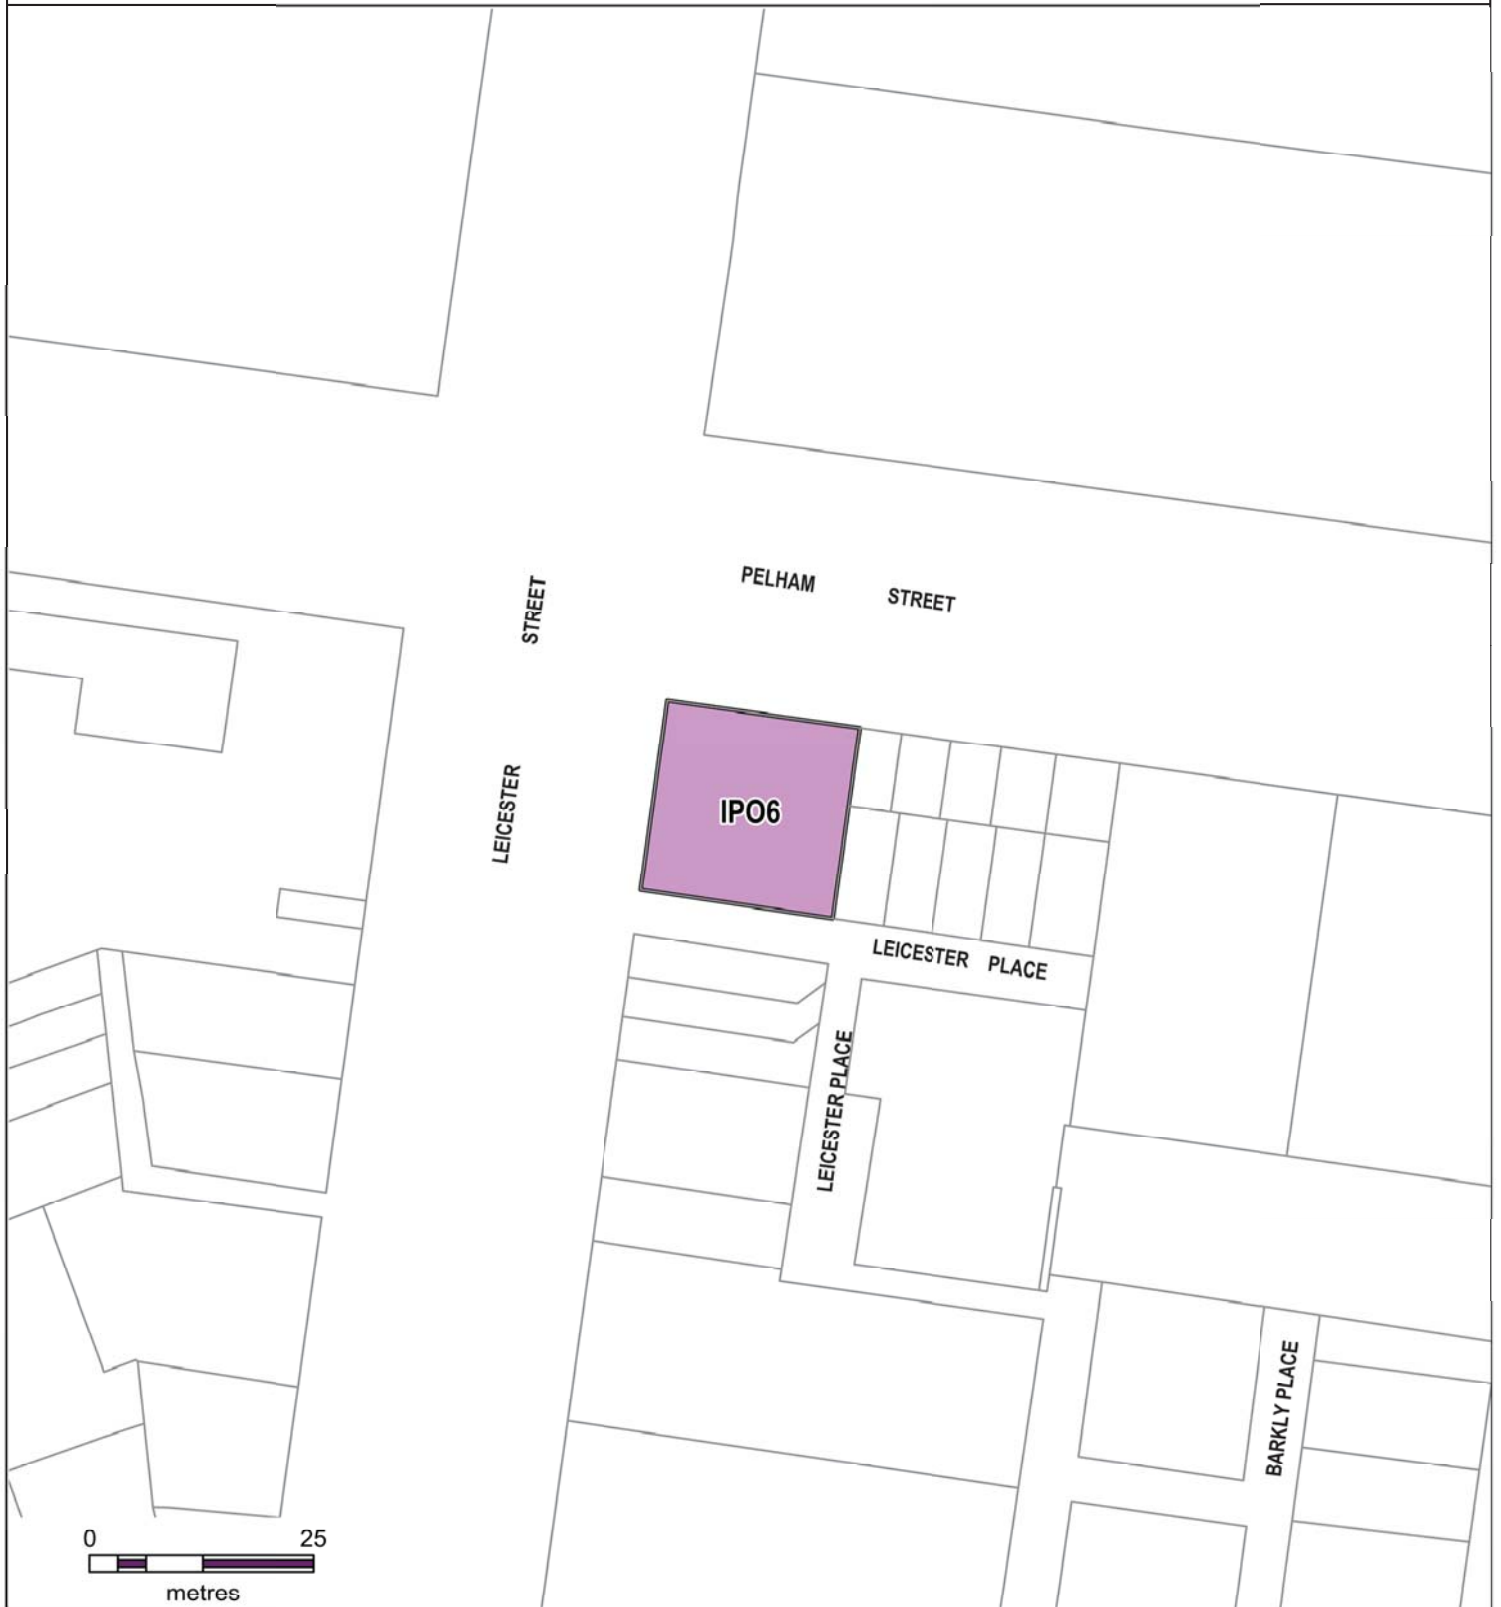 PELHAM STREET
STREET
LEICESTER
IPO6
LEICESTER PLACE
LEICESTER PLACE
BARKLY PLACE
0 25
metres